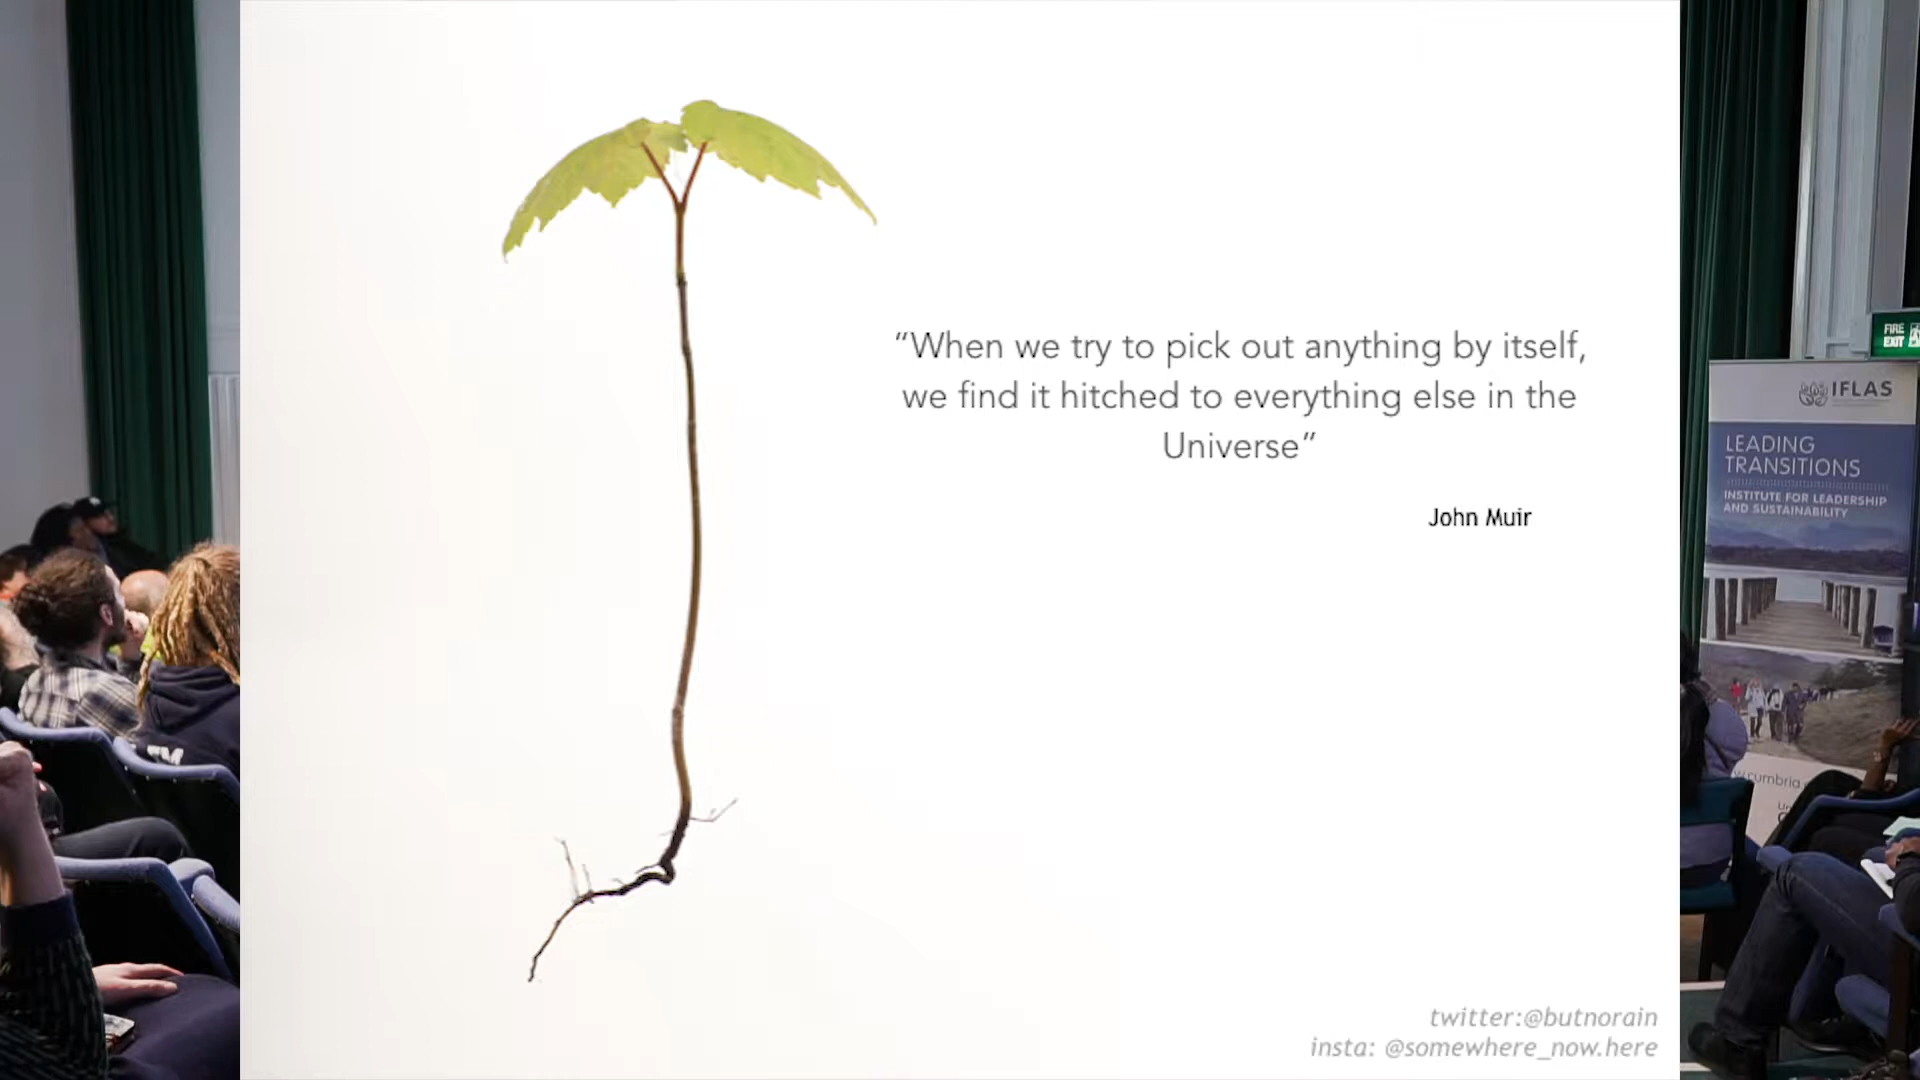 “When we try to pick out anything by itself,
we find it hitched to everything else in the
Universe”
John Muir
twitter:@butnorain
insta: @somewhere_now.here
FIRE
EXIT
IFLAS
LEADING
TRANSITIONS
INSTITUTE FOR LEADERSHIP
AND SUSTAINABILITY
w.cumbria.